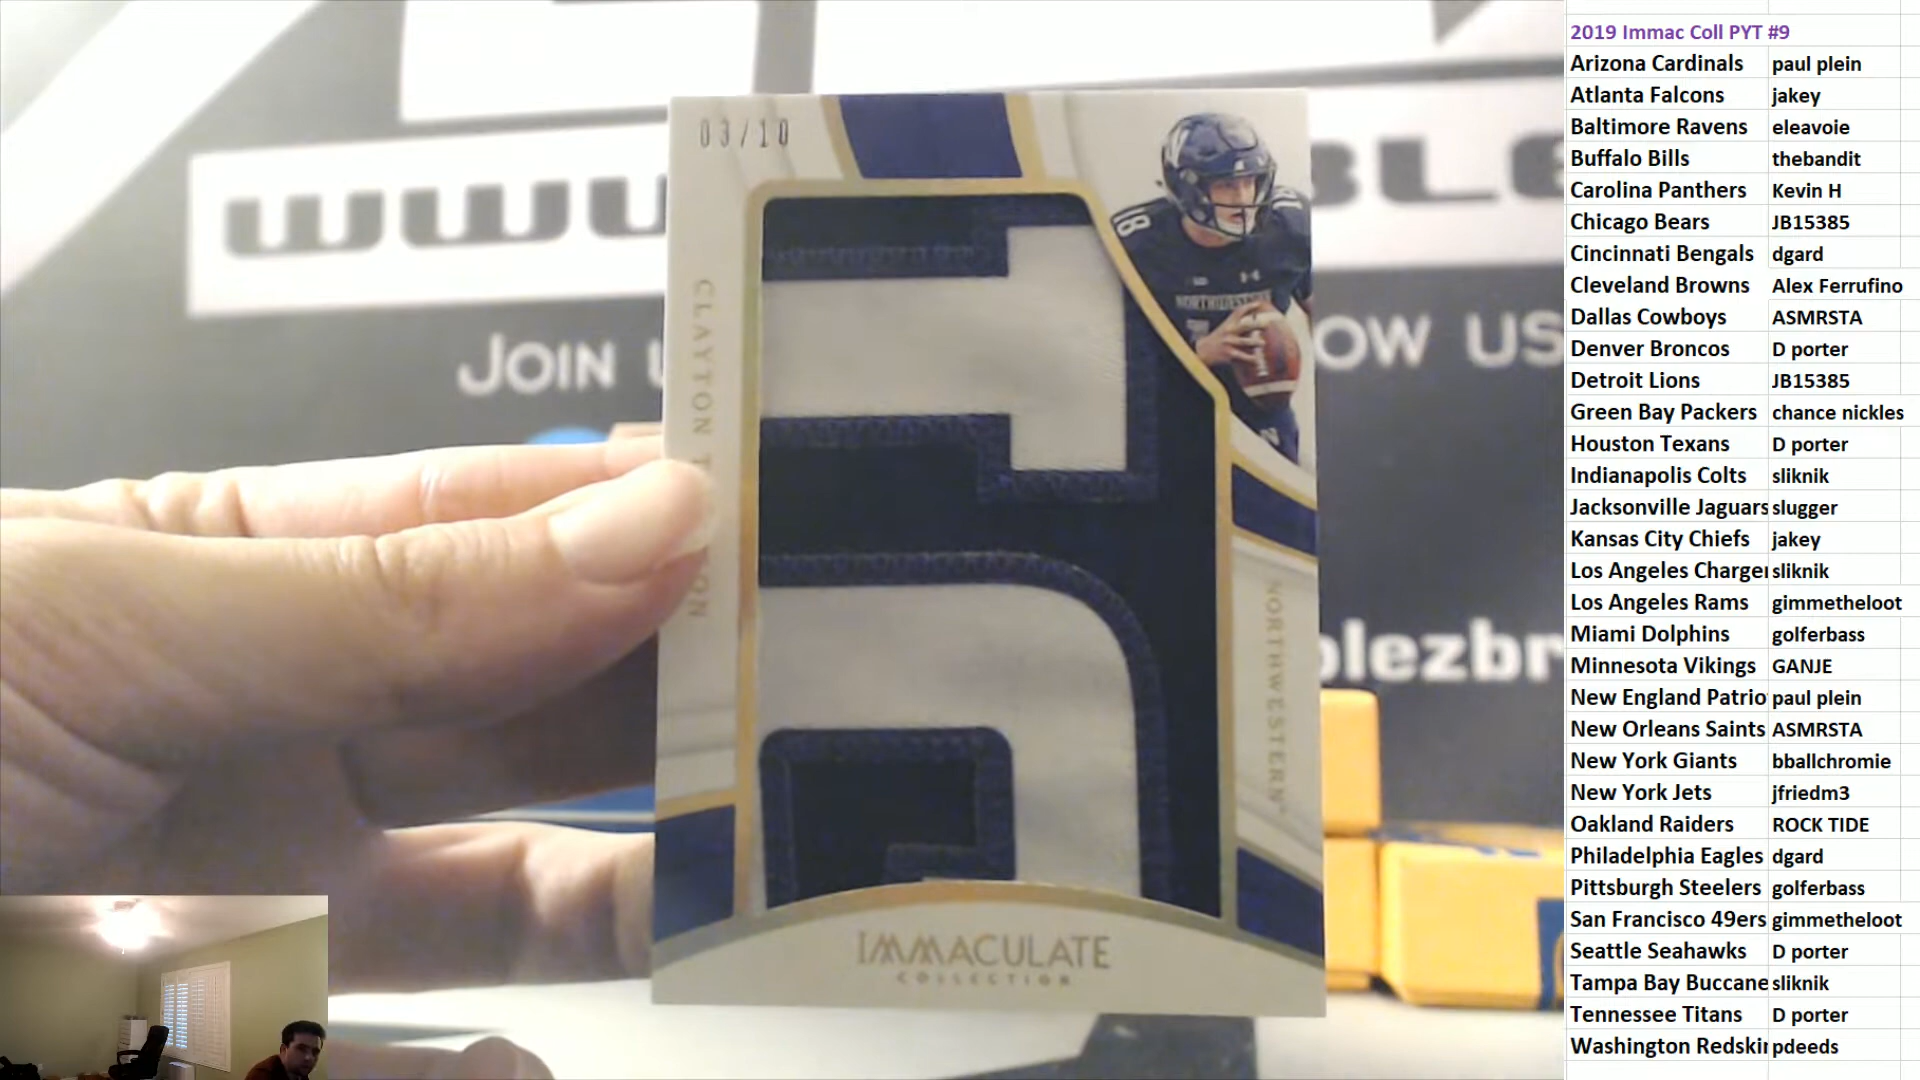 03/10
CLAYTON
18
NORTHWESTERN
NORTHWESTERN
IMMACULATE
COLLECTION
JOIN
OW US
2019 Immac Coll PYT #9
Arizona Cardinals paul plein
Atlanta Falcons jakey
Baltimore Ravens eleavoie
Buffalo Bills thebandit
Carolina Panthers Kevin H
Chicago Bears JB15385
Cincinnati Bengals dgard
Cleveland Browns Alex Ferrufino
Dallas Cowboys ASMRSTA
Denver Broncos D porter
Detroit Lions JB15385
Green Bay Packers chance nickles
Houston Texans D porter
Indianapolis Colts sliknik
Jacksonville Jaguars slugger
Kansas City Chiefs jakey
Los Angeles Charger sliknik
Los Angeles Rams gimmetheloot
Miami Dolphins golferbass
Minnesota Vikings GANJE
New England Patrio paul plein
New Orleans Saints ASMRSTA
New York Giants bballchromie
New York Jets jfriedm3
Oakland Raiders ROCK TIDE
Philadelphia Eagles dgard
Pittsburgh Steelers golferbass
San Francisco 49ers gimmetheloot
Seattle Seahawks D porter
Tampa Bay Buccane sliknik
Tennessee Titans D porter
Washington Redskin pdeeds